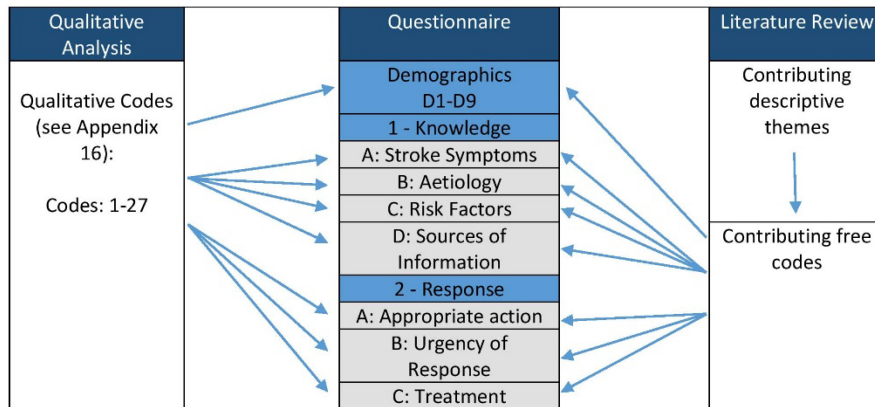 Qualitative
Analysis
Qualitative Codes
(see Appendix
16):
Codes: 1-27
Questionnaire
Demographics
D1-D9
1 - Knowledge
A: Stroke Symptoms
B: Aetiology
C: Risk Factors
D: Sources of
Information
2 - Response
A: Appropriate action
B: Urgency of
Response
C: Treatment
Literature Review
Contributing
descriptive
themes
Contributing free
codes